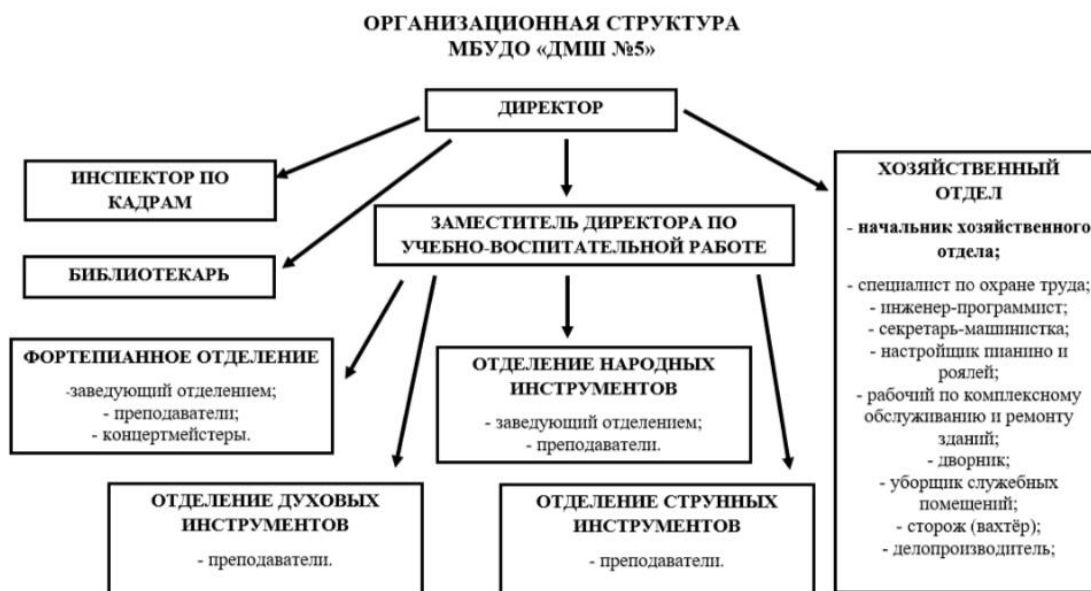 ОРГАНИЗАЦИОННАЯ СТРУКТУРА
МБУДО «ДМШ №5»
ДИРЕКТОР
ИНСПЕКТОР ПО
КАДРАМ
БИБЛИОТЕКАРЬ
ЗАМЕСТИТЕЛЬ ДИРЕКТОРА ПО
УЧЕБНО-ВОСПИТАТЕЛЬНОЙ РАБОТЕ
ХОЗЯЙСТВЕННЫЙ
ОТДЕЛ
- начальник хозяйственного
отдела;
- специалист по охране труда;
- инженер-программист;
- секретарь-машинистка;
- настройщик пианино и
роялей;
- рабочий по комплексному
обслуживанию и ремонту
зданий;
- дворник;
- уборщик служебных
помещений;
- сторож (вахтёр);
- делопроизводитель;
ФОРТЕПИАННОЕ ОТДЕЛЕНИЕ
-заведующий отделением;
- преподаватели;
- концертмейстеры.
ОТДЕЛЕНИЕ НАРОДНЫХ
ИНСТРУМЕНТОВ
- заведующий отделением;
- преподаватели.
ОТДЕЛЕНИЕ ДУХОВЫХ
ИНСТРУМЕНТОВ
- преподаватели.
ОТДЕЛЕНИЕ СТРУННЫХ
ИНСТРУМЕНТОВ
- преподаватели.